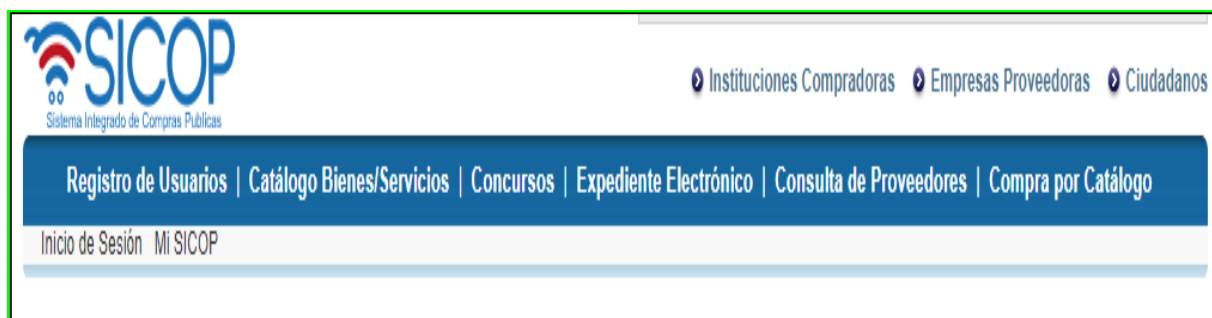 SICOP
Sistema Integrado de Compras Publicas
Instituciones Compradoras Empresas Proveedoras Ciudadanos
Registro de Usuarios | Catálogo Bienes/Servicios | Concursos | Expediente Electrónico | Consulta de Proveedores | Compra por Catálogo
Inicio de Sesión Mi SICOP